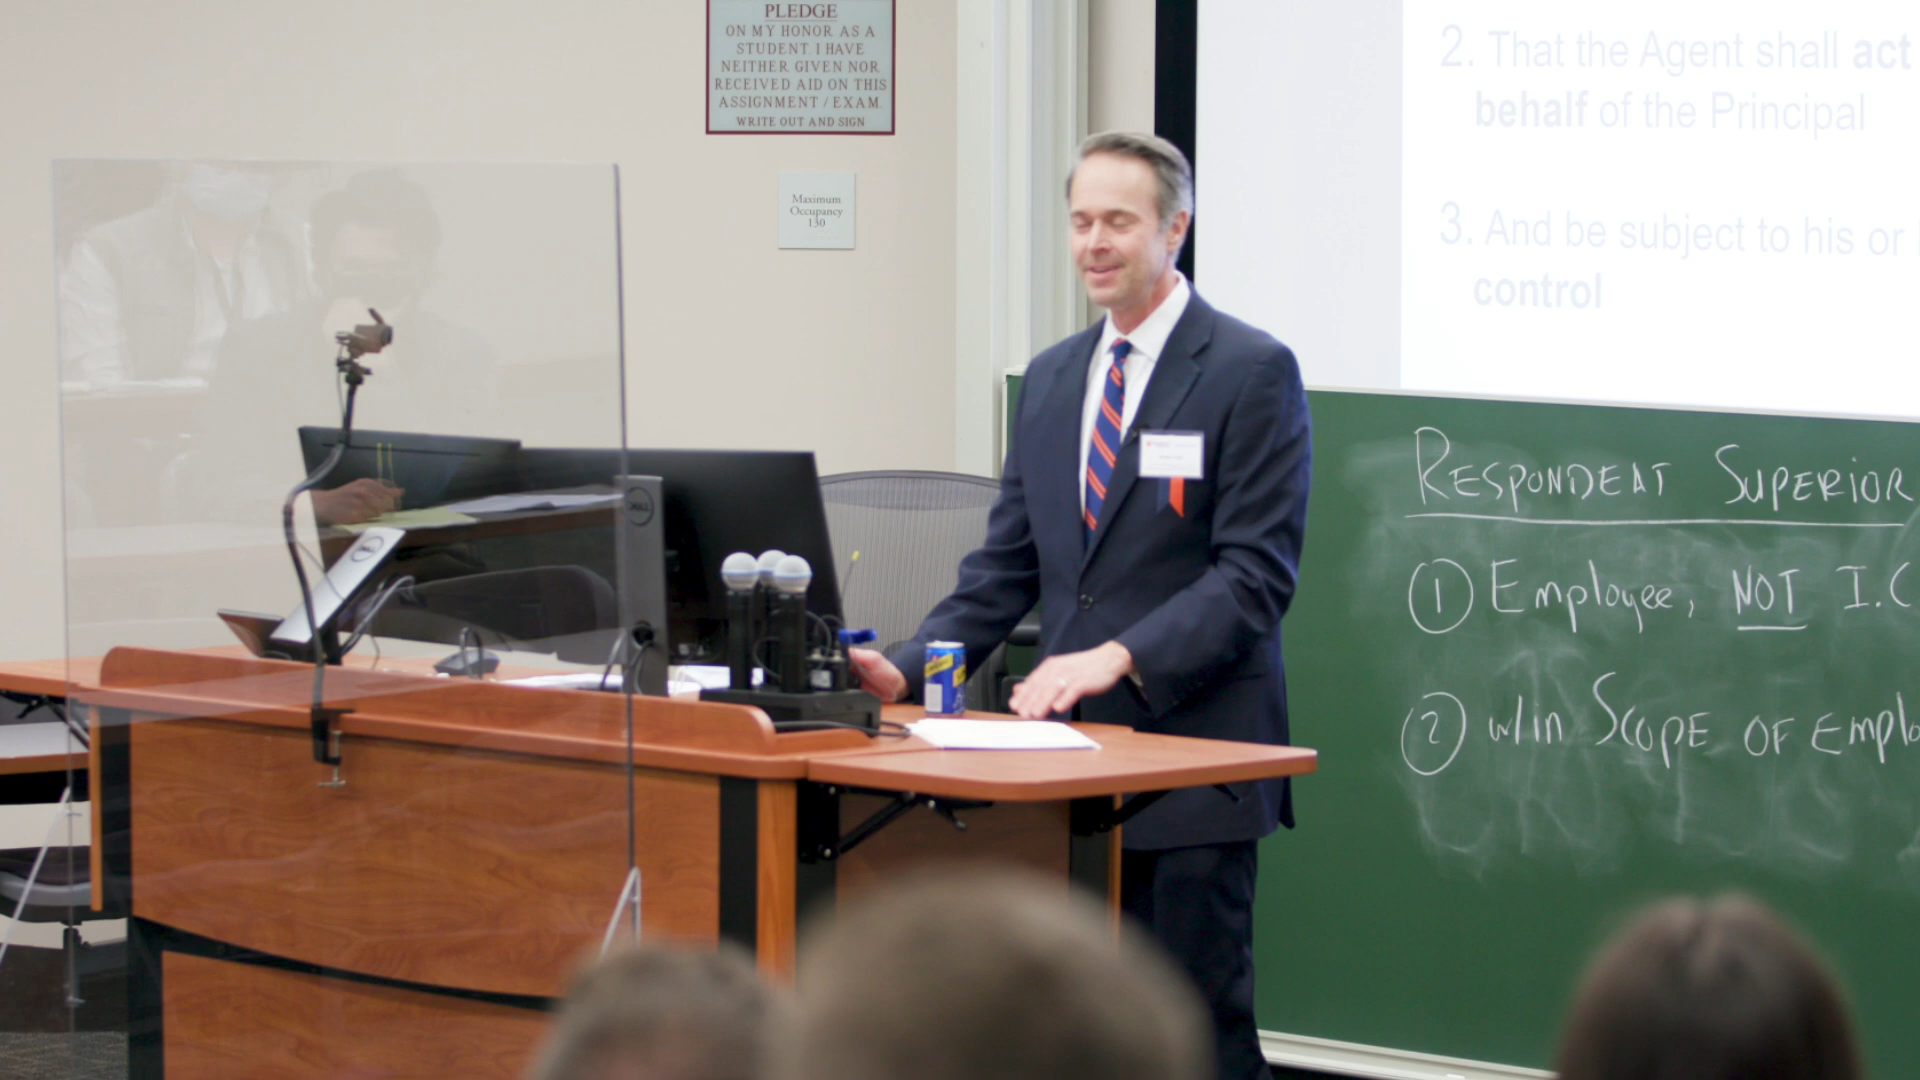 PLEDGE
ON MY HONOR AS A
STUDENT I HAVE
NEITHER GIVEN NOR
RECEIVED AID ON THIS
ASSIGNMENT / EXAM
WRITE OUT AND SIGN
Maximum
Occupancy
130
2. That the Agent shall act
behalf of the Principal
3. And be subject to his or
control
RESPONDEAT SUPERIOR
1 Employee, NOT I.C
2 w/in SCOPE OF Emplo
DELL
DELL